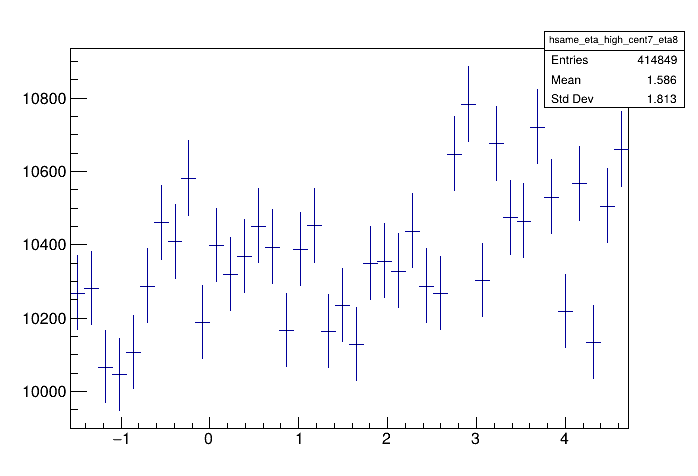 hsame_eta_high_cent7_eta8
Entries 414849
Mean 1.586
Std Dev 1.813
10800
10600
10400
10200
10000
−1 0 1 2 3 4